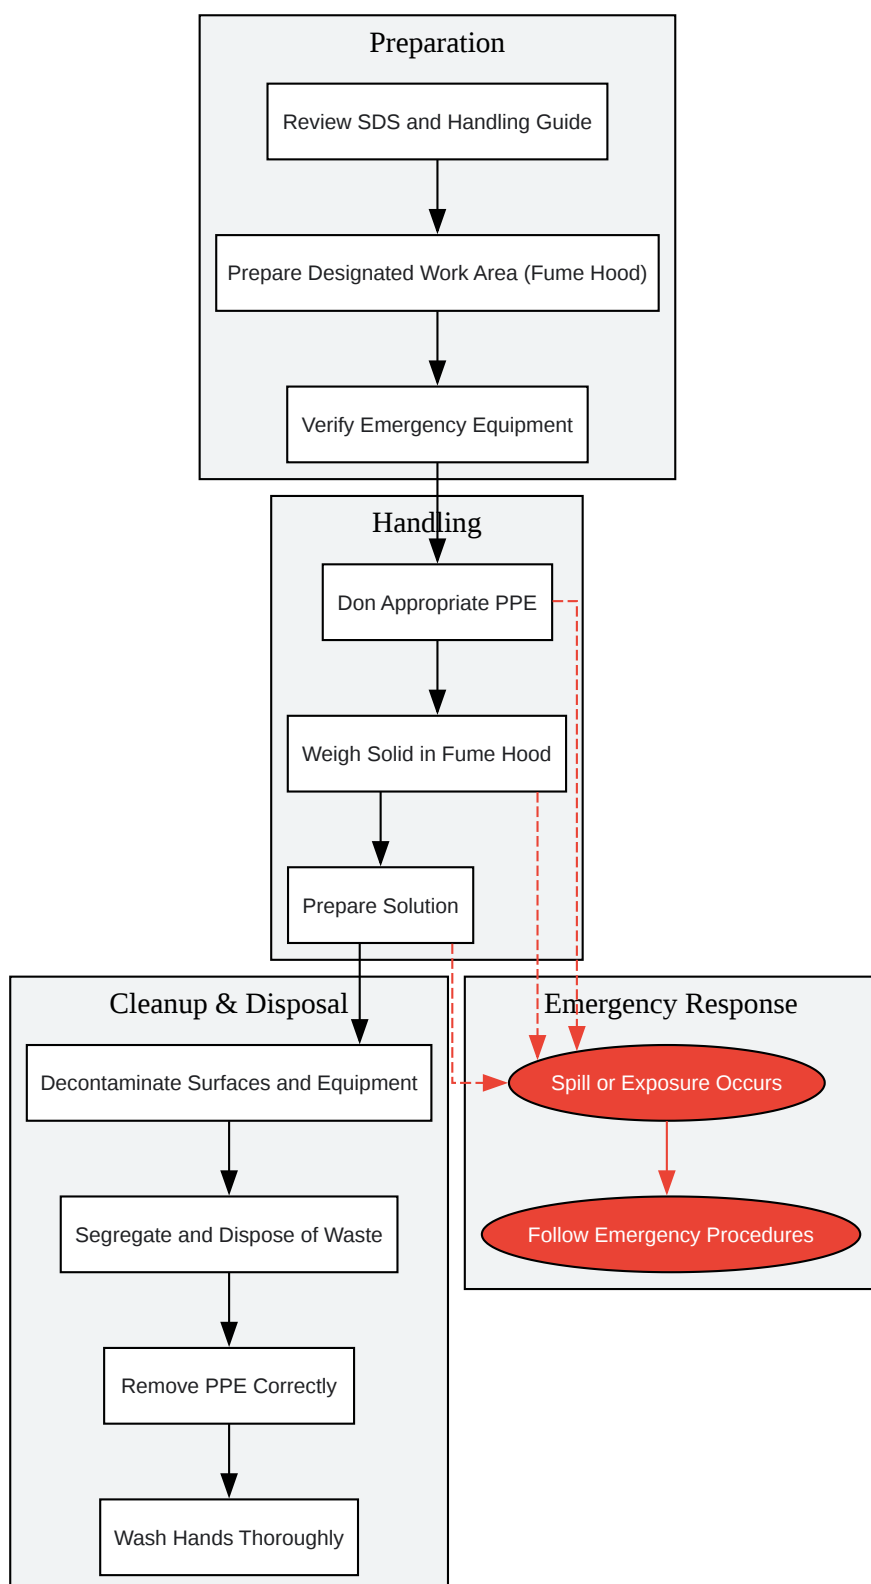 Preparation
Review SDS and Handling Guide
Prepare Designated Work Area (Fume Hood)
Verify Emergency Equipment
Handling
Don Appropriate PPE
Weigh Solid in Fume Hood
Prepare Solution
Cleanup & Disposal
Decontaminate Surfaces and Equipment
Segregate and Dispose of Waste
Remove PPE Correctly
Wash Hands Thoroughly
Emergency Response
Spill or Exposure Occurs
Follow Emergency Procedures